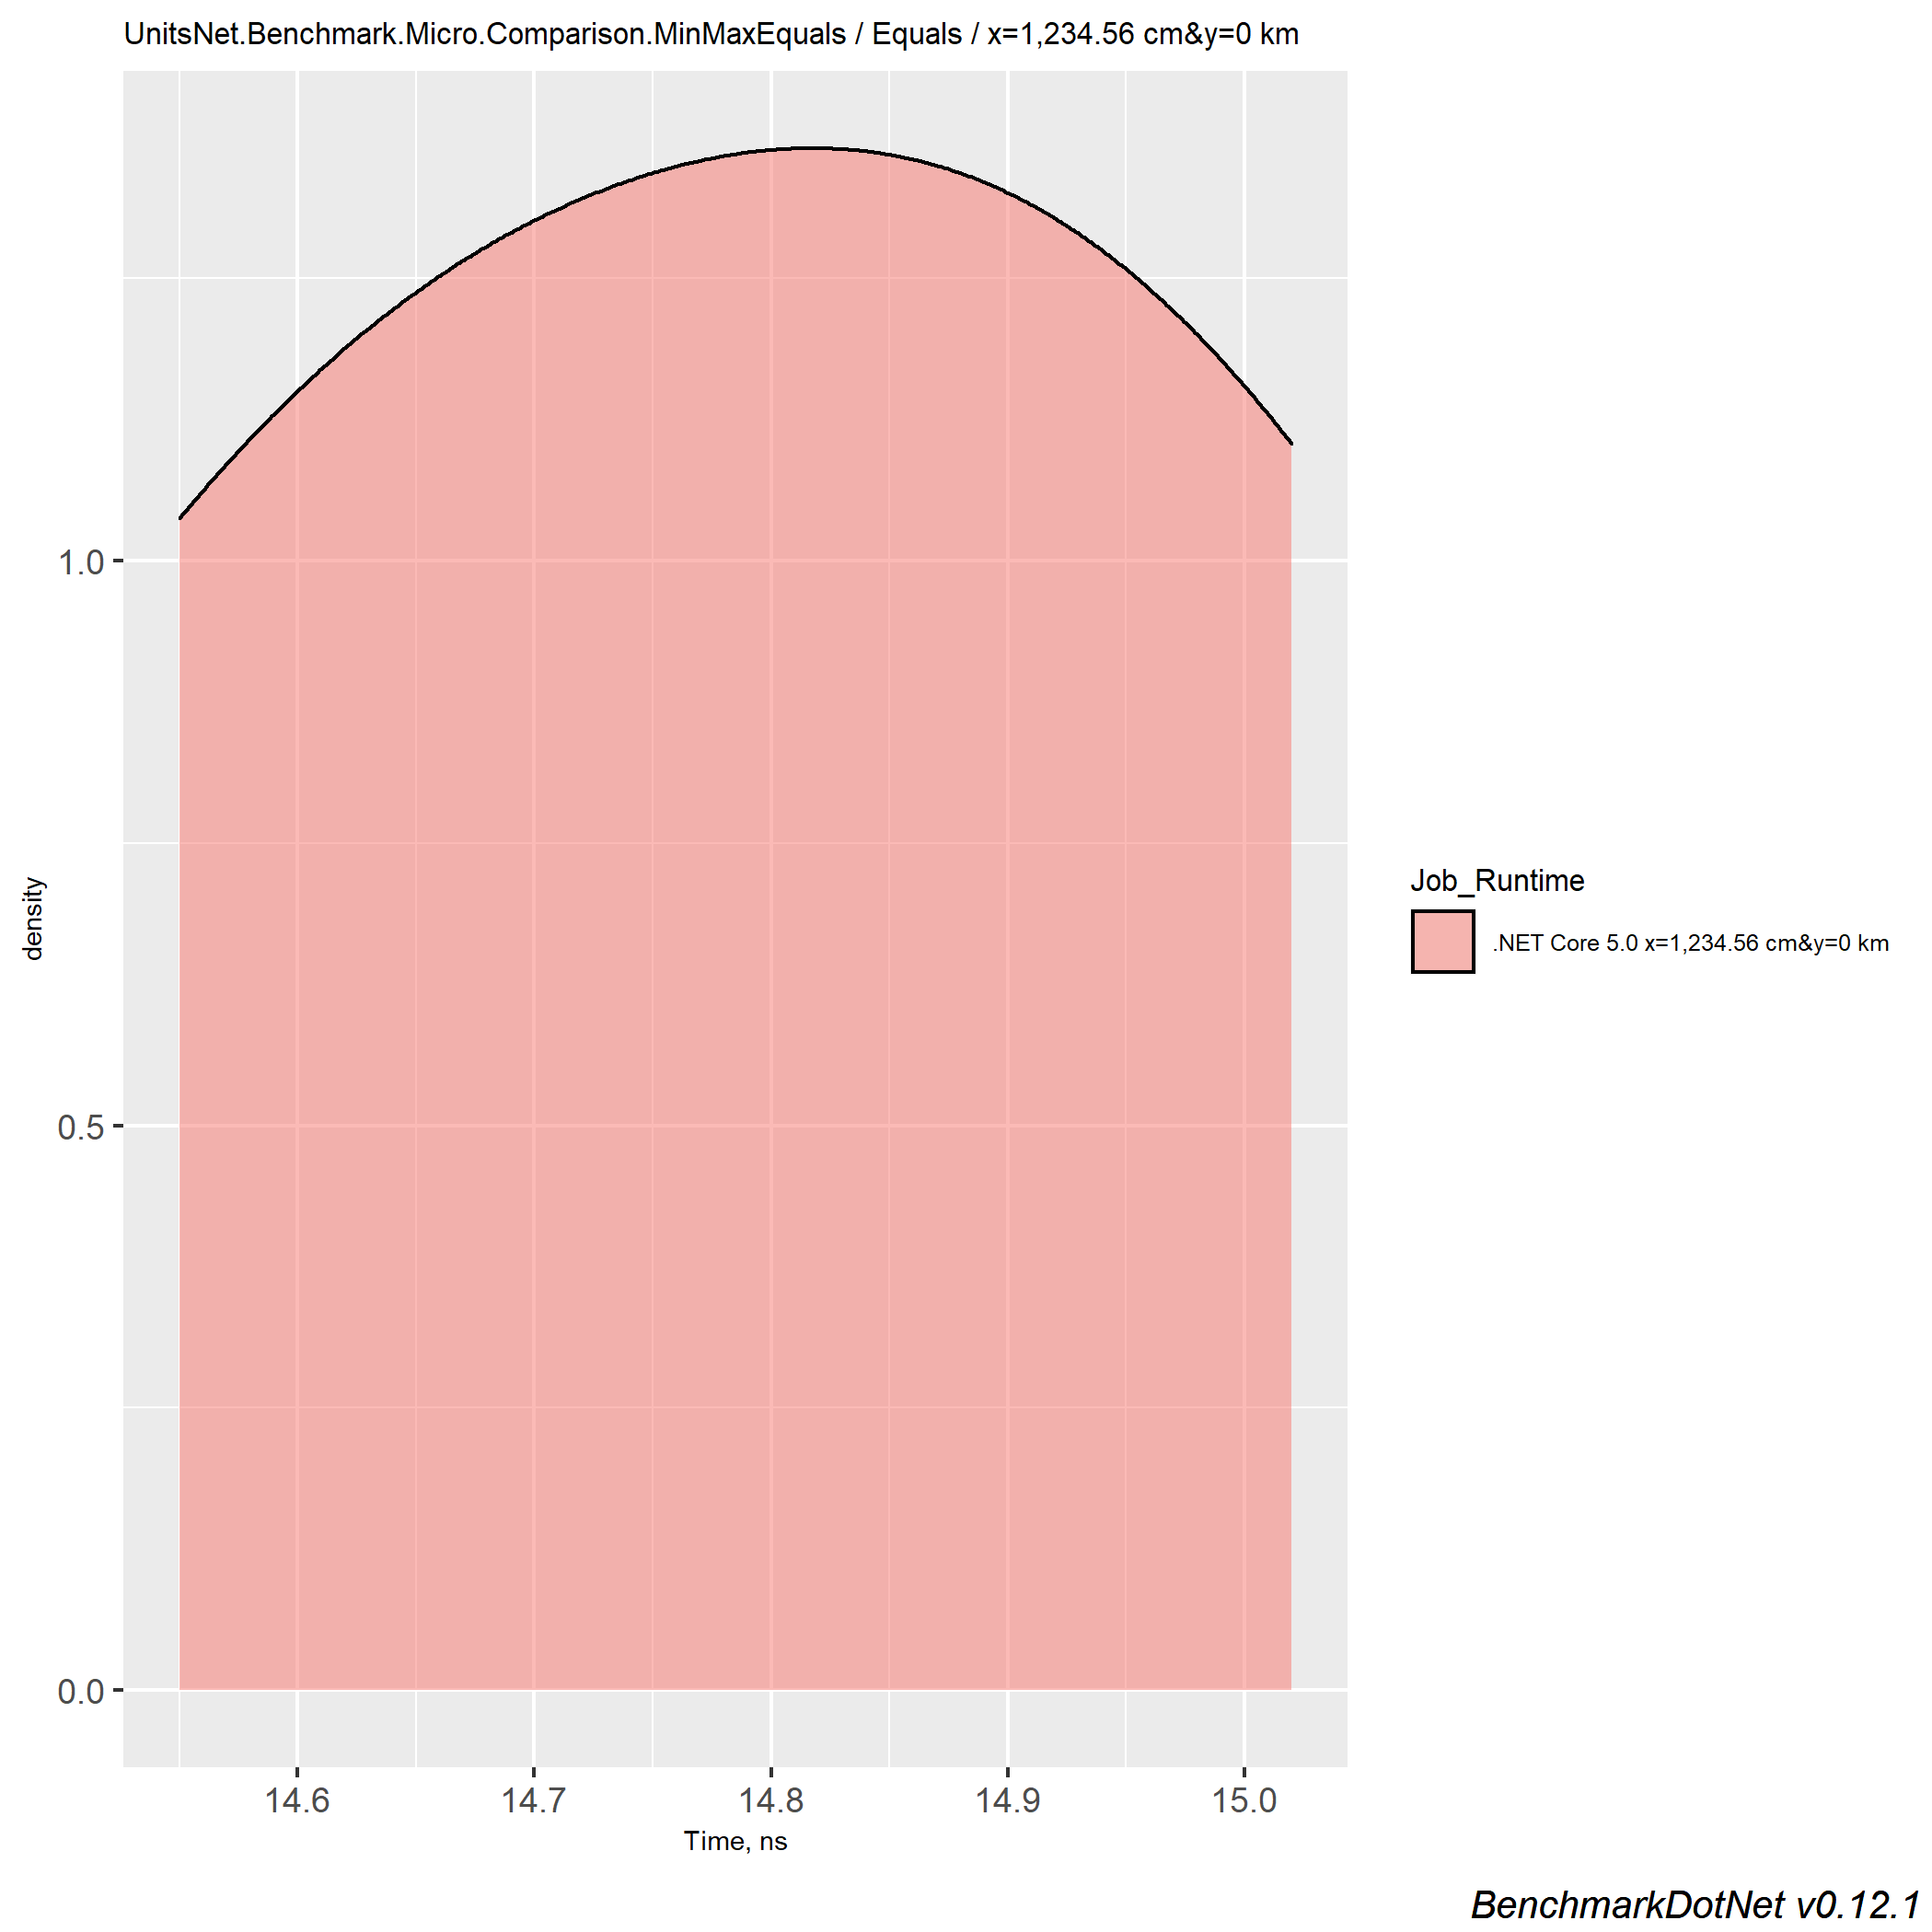 UnitsNet.Benchmark.Micro.Comparison.MinMaxEquals / Equals / x=1,234.56 cm&y=0 km
1.0
0.5
0.0
density
14.6 14.7 14.8 14.9 15.0
Time, ns
Job_Runtime
.NET Core 5.0 x=1,234.56 cm&y=0 km
BenchmarkDotNet v0.12.1